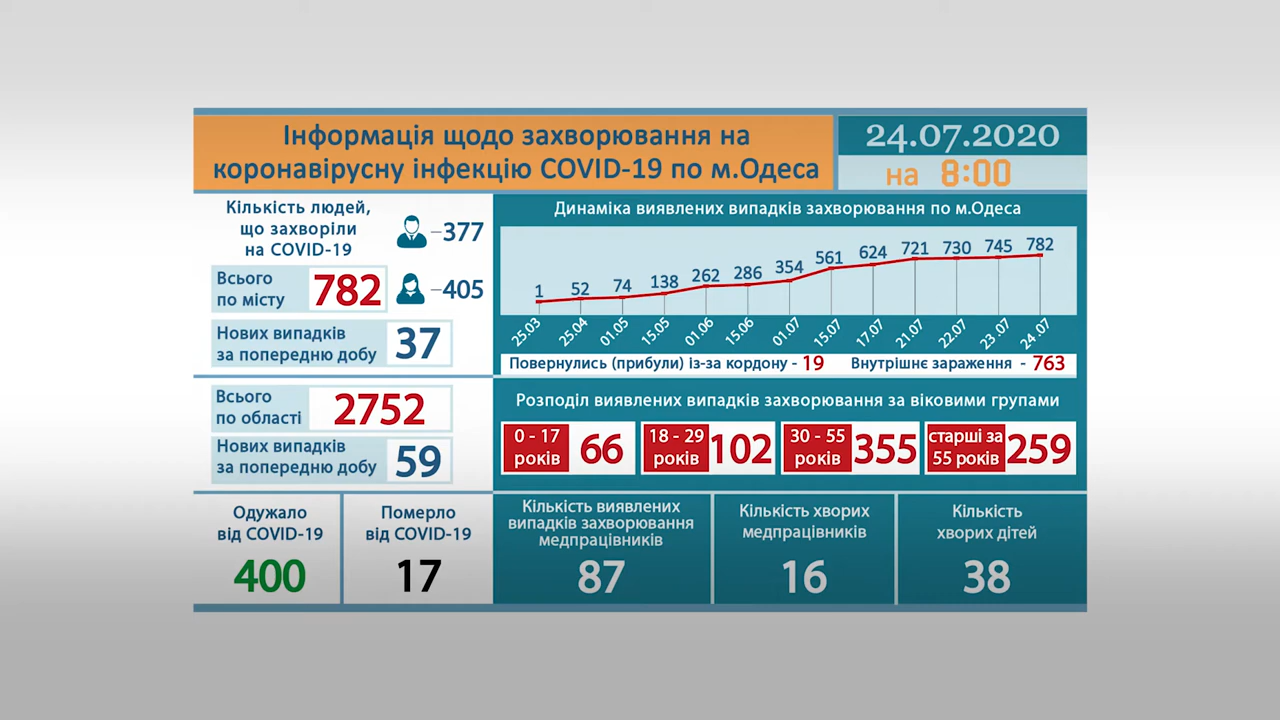 Інформація щодо захворювання на
коронавірусну інфекцію COVID-19 по м.Одеса
24.07.2020
на 8:00
Кількість людей,
що захворіли
на COVID-19
–377
–405
Всього
по місту
782
Нових випадків
за попередню добу
37
Всього
по області
2752
Нових випадків
за попередню добу
59
Динаміка виявлених випадків захворювання по м.Одеса
1 52 74 138 262 286 354 561 624 721 730 745 782
25.03 25.04 01.05 15.05 01.06 15.06 01.07 15.07 17.07 21.07 22.07 23.07 24.07
Повернулись (прибули) із-за кордону - 19 Внутрішнє зараження - 763
Розподіл виявлених випадків захворювання за віковими групами
0 - 17
років
66
18 - 29
років
102
30 - 55
років
355
старші за
55 років
259
Одужало
від COVID-19
400
Померло
від COVID-19
17
Кількість виявлених
випадків захворювання
медпрацівників
87
Кількість хворих
медпрацівників
16
Кількість
хворих дітей
38